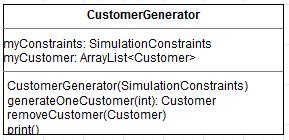 CustomerGenerator
myConstraints: SimulationConstraints
myCustomer: ArrayList<Customer>
CustomerGenerator(SimulationConstraints)
generateOneCustomer(int): Customer
removeCustomer(Customer)
print()